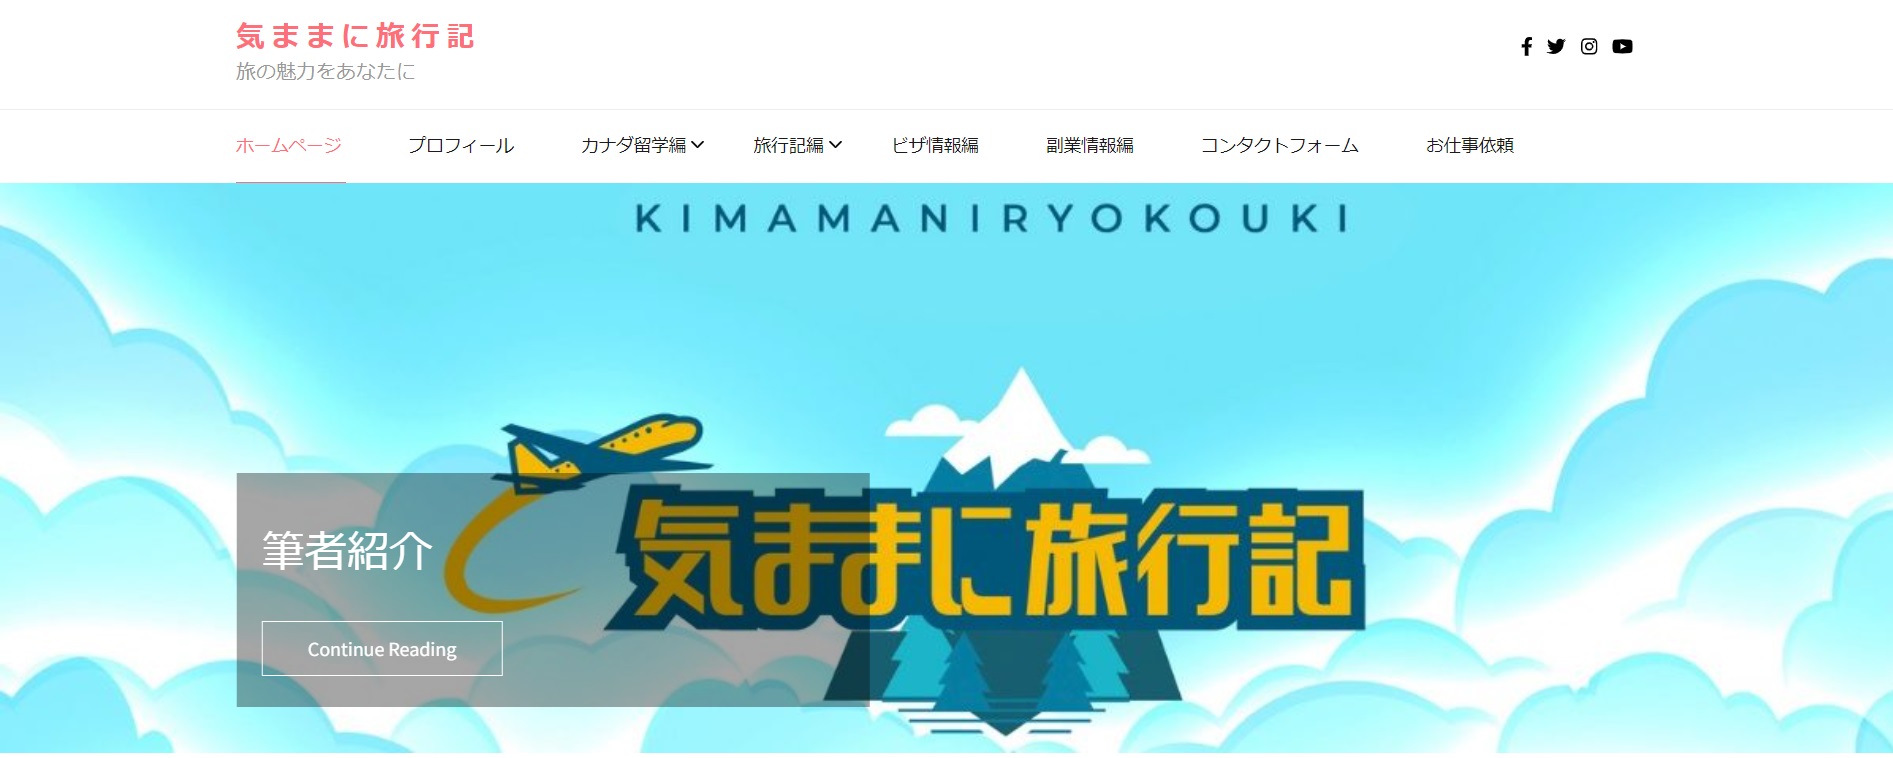 気ままに旅行記
旅の魅力をあなたに
ホームページ プロフィール カナダ留学編 旅行記編 ビザ情報編 副業情報編 コンタクトフォーム お仕事依頼
KIMAMANIRYOKOUKI
気ままに旅行記
筆者紹介
Continue Reading